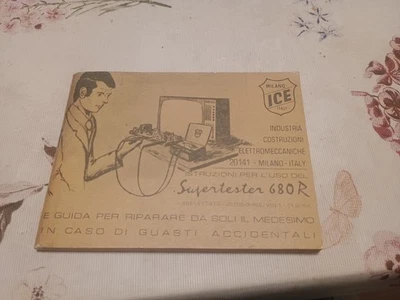 MILANO
ICE
INDUSTRIA
COSTRUZIONI
ELETTROMECCANICHE
20141 - MILANO - ITALY
ISTRUZIONI PER L'USO DEL
Supertester 680R
E GUIDA PER RIPARARE DA SOLI IL MEDESIMO
IN CASO DI GUASTI ACCIDENTALI